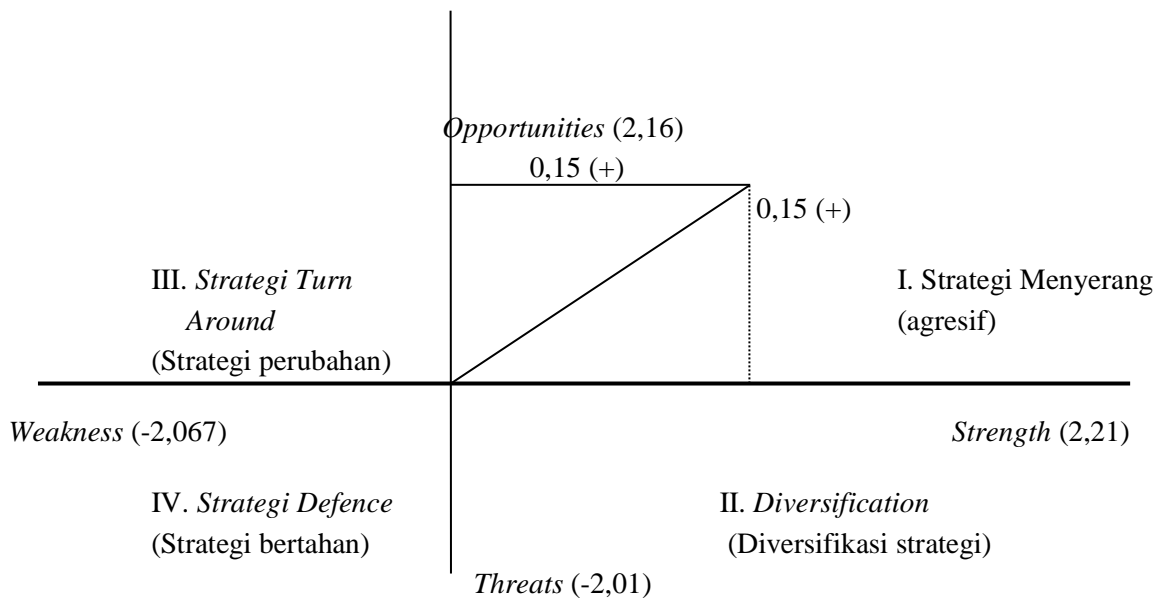 Opportunities (2,16)
0,15 (+)
0,15 (+)
III. Strategi Turn
Around
(Strategi perubahan)
I. Strategi Menyerang
(agresif)
Weakness (-2,067)
Strength (2,21)
IV. Strategi Defence
(Strategi bertahan)
II. Diversification
(Diversifikasi strategi)
Threats (-2,01)